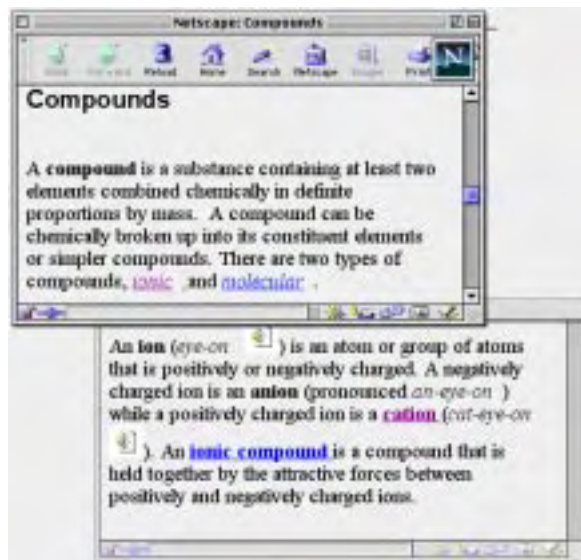 Netscape: Compounds
Back Forward Reload Home Search Netscape Images Print
Compounds
A compound is a substance containing at least two
elements combined chemically in definite
proportions by mass. A compound can be
chemically broken up into its constituent elements
or simpler compounds. There are two types of
compounds, ionic , and molecular .
An ion (eye-on ) is an atom or group of atoms
that is positively or negatively charged. A negatively
charged ion is an anion (pronounced an-eye-on )
while a positively charged ion is a cation (cat-eye-on
). An ionic compound is a compound that is
held together by the attractive forces between
positively and negatively charged ions.